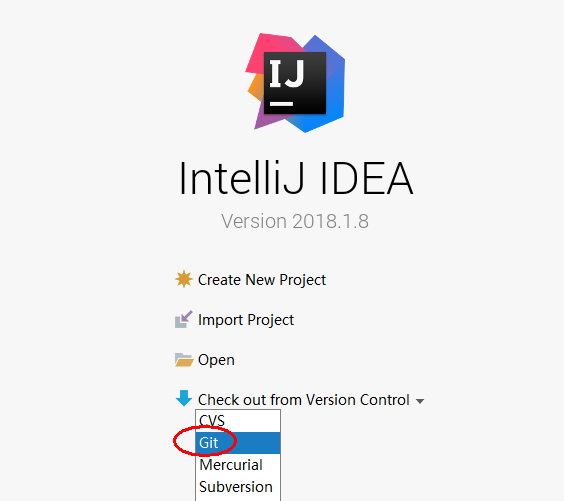 IJ
IntelliJ IDEA
Version 2018.1.8
Create New Project
Import Project
Open
Check out from Version Control
CVS
Git
Mercurial
Subversion